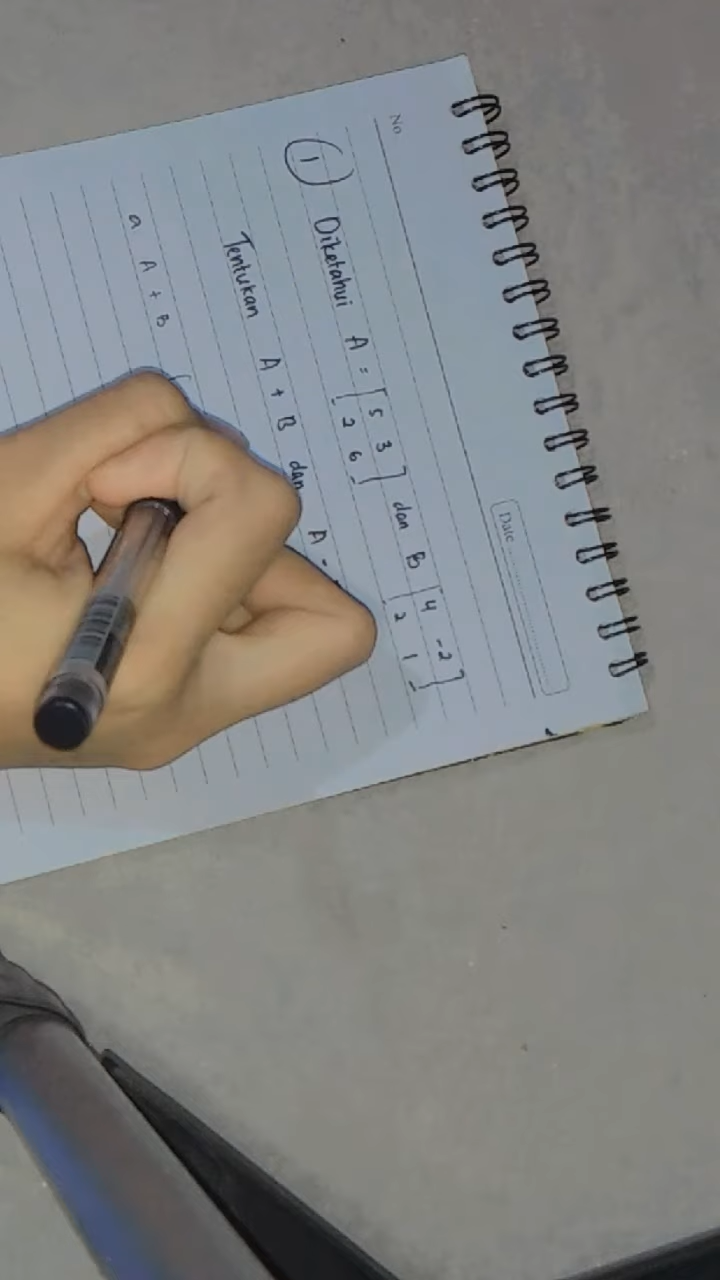 No.
Date
1 Diketahui A = [5 3] dan B [4 -2]
[2 6] [2 1]
Tentukan A + B dan A -
a A + B